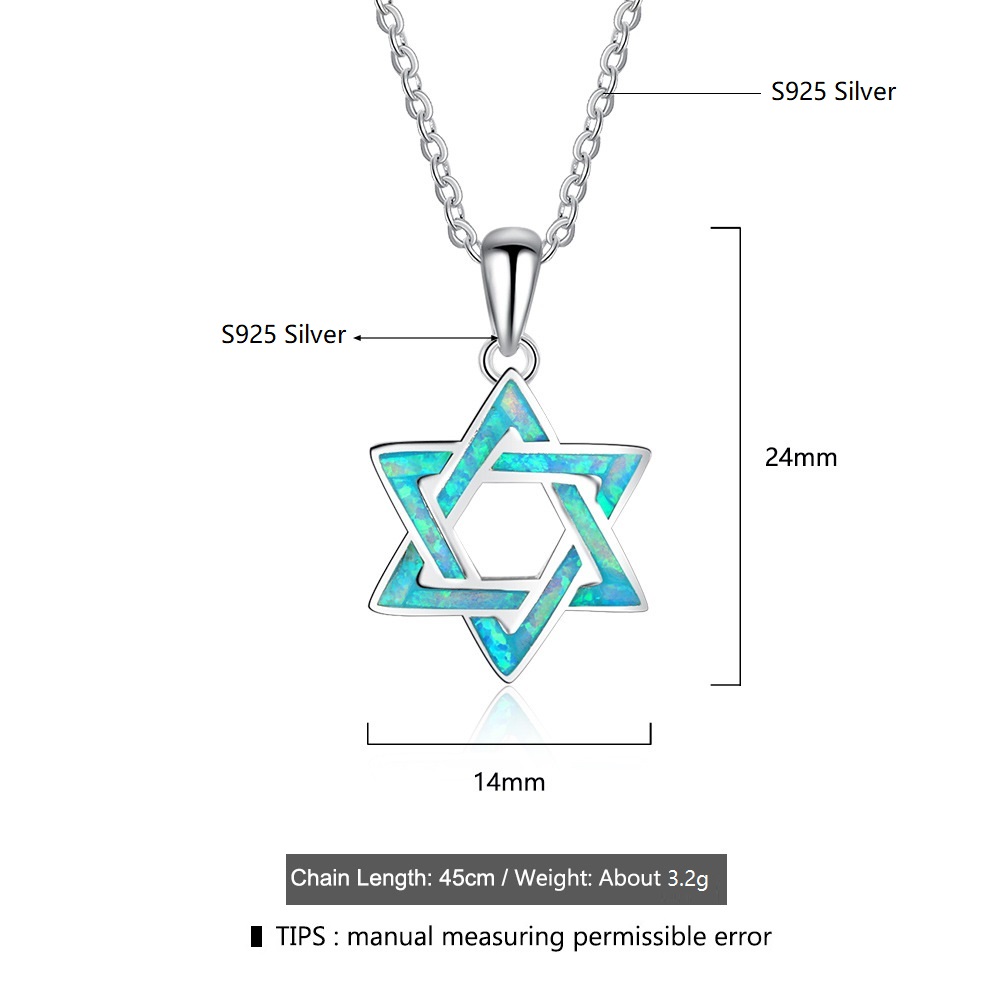 S925 Silver
S925 Silver
24mm
14mm
Chain Length: 45cm / Weight: About 3.2g
TIPS : manual measuring permissible error